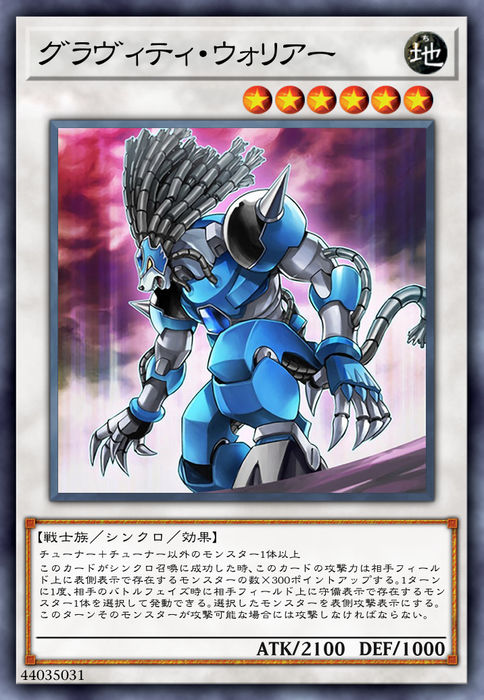 グラヴィティ・ウォリアー
ち
地
【戦士族／シンクロ／効果】
チューナー＋チューナー以外のモンスター1体以上
このカードがシンクロ召喚に成功した時、このカードの攻撃力は相手フィールド
上に表側表示で存在するモンスターの数×300ポイントアップする。1ターン
に1度、相手のバトルフェイズ時に相手フィールド上に守備表示で存在するモン
スター1体を選択して発動できる。選択したモンスターを表側攻撃表示にする。
このターンそのモンスターが攻撃可能な場合には攻撃しなければならない。
ATK/2100 DEF/1000
44035031